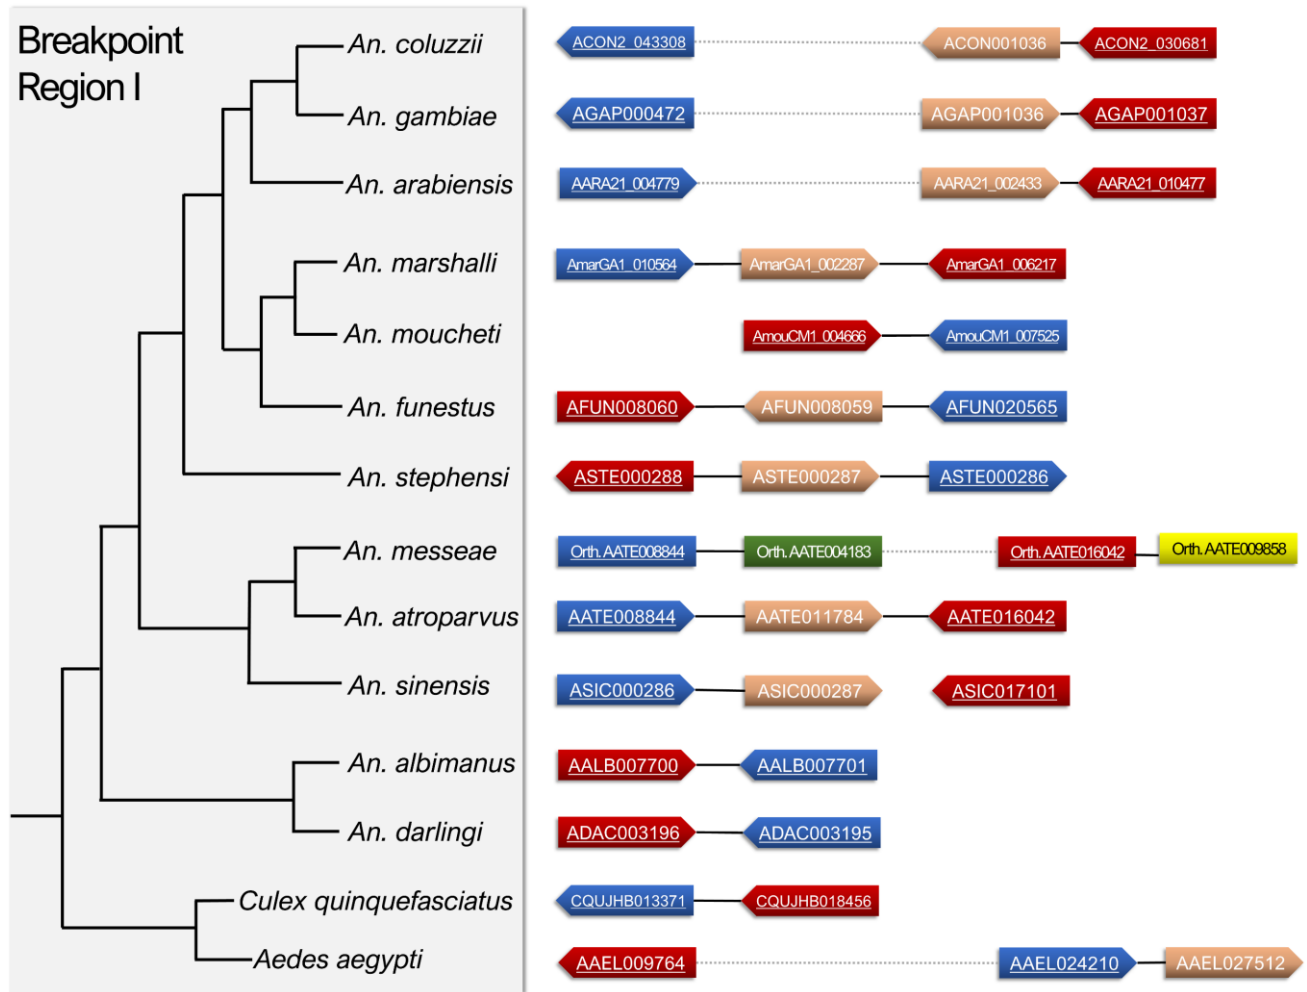 Breakpoint
Region I
An. coluzzii
ACON2_043308 ACON001036 ACON2_030681
An. gambiae
AGAP000472 AGAP001036 AGAP001037
An. arabiensis
AARA21_004779 AARA21_002433 AARA21_010477
An. marshalli
AmarGA1_010564 AmarGA1_002287 AmarGA1_006217
An. moucheti
AmouCM1_004666 AmouCM1_007525
An. funestus
AFUN008060 AFUN008059 AFUN020565
An. stephensi
ASTE000288 ASTE000287 ASTE000286
An. messeae
Orth. AATE008844 Orth. AATE004183 Orth. AATE016042 Orth. AATE009858
An. atroparvus
AATE008844 AATE011784 AATE016042
An. sinensis
ASIC000286 ASIC000287 ASIC017101
An. albimanus
AALB007700 AALB007701
An. darlingi
ADAC003196 ADAC003195
Culex quinquefasciatus
CQUJHB013371 CQUJHB018456
Aedes aegypti
AAEL009764 AAEL024210 AAEL027512